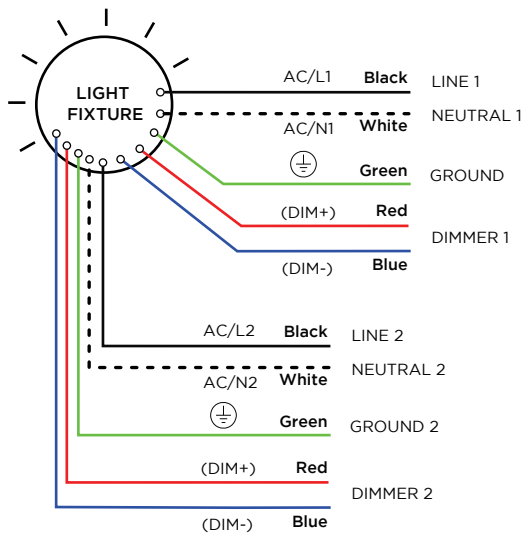 LIGHT
FIXTURE
AC/L1 Black LINE 1
AC/N1 White NEUTRAL 1
Green GROUND
(DIM+) Red
DIMMER 1
(DIM-) Blue
AC/L2 Black LINE 2
AC/N2 White NEUTRAL 2
Green GROUND 2
(DIM+) Red
DIMMER 2
(DIM-) Blue